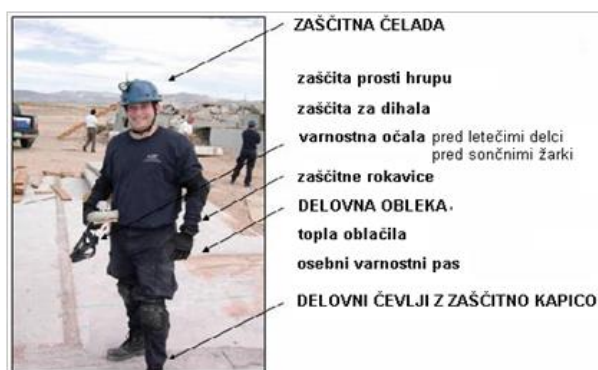 ZAŠČITNA ČELADA
zaščita prosti hrupu
zaščita za dihala
varnostna očala pred letečimi delci
pred sončnimi žarki
zaščitne rokavice
DELOVNA OBLEKA.
topla oblačila
osebni varnostni pas
DELOVNI ČEVLJI Z ZAŠČITNO KAPICO